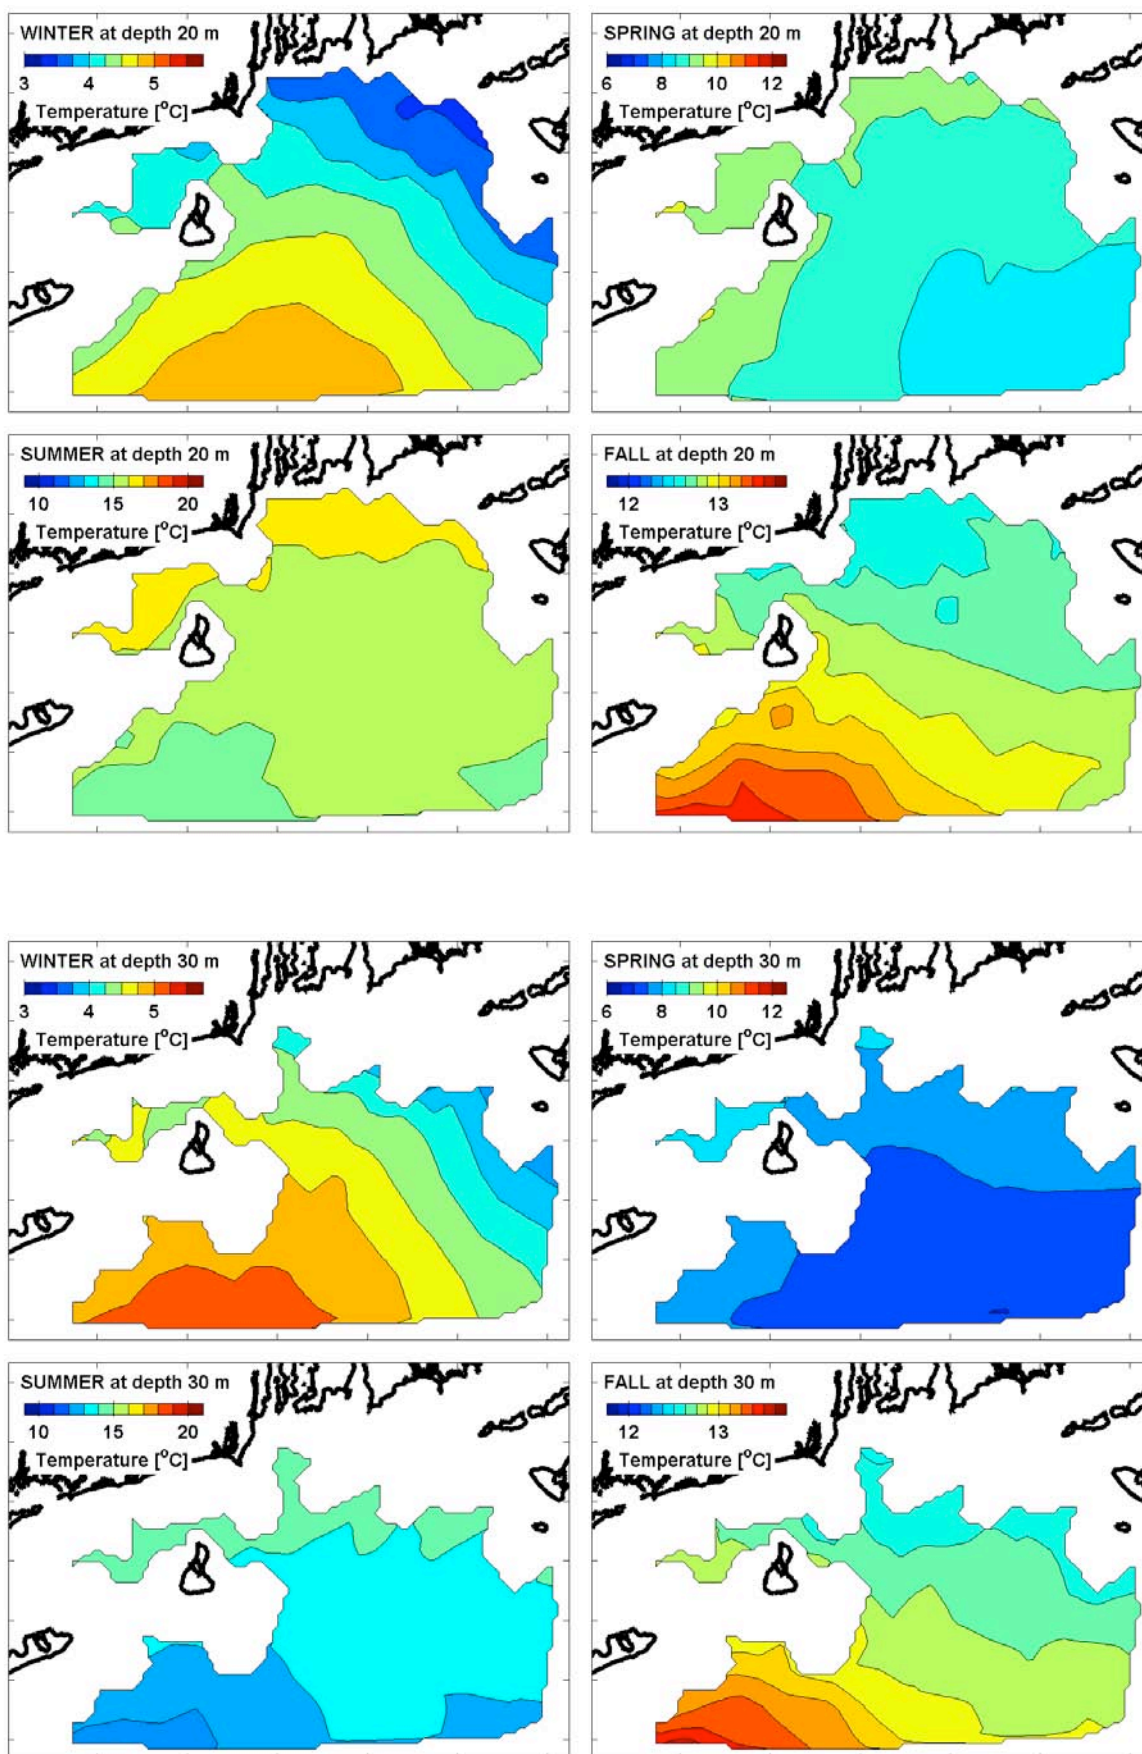 WINTER at depth 20 m
3 4 5
Temperature [°C]
SPRING at depth 20 m
6 8 10 12
Temperature [°C]
SUMMER at depth 20 m
10 15 20
Temperature [°C]
FALL at depth 20 m
12 13
Temperature [°C]
WINTER at depth 30 m
3 4 5
Temperature [°C]
SPRING at depth 30 m
6 8 10 12
Temperature [°C]
SUMMER at depth 30 m
10 15 20
Temperature [°C]
FALL at depth 30 m
12 13
Temperature [°C]